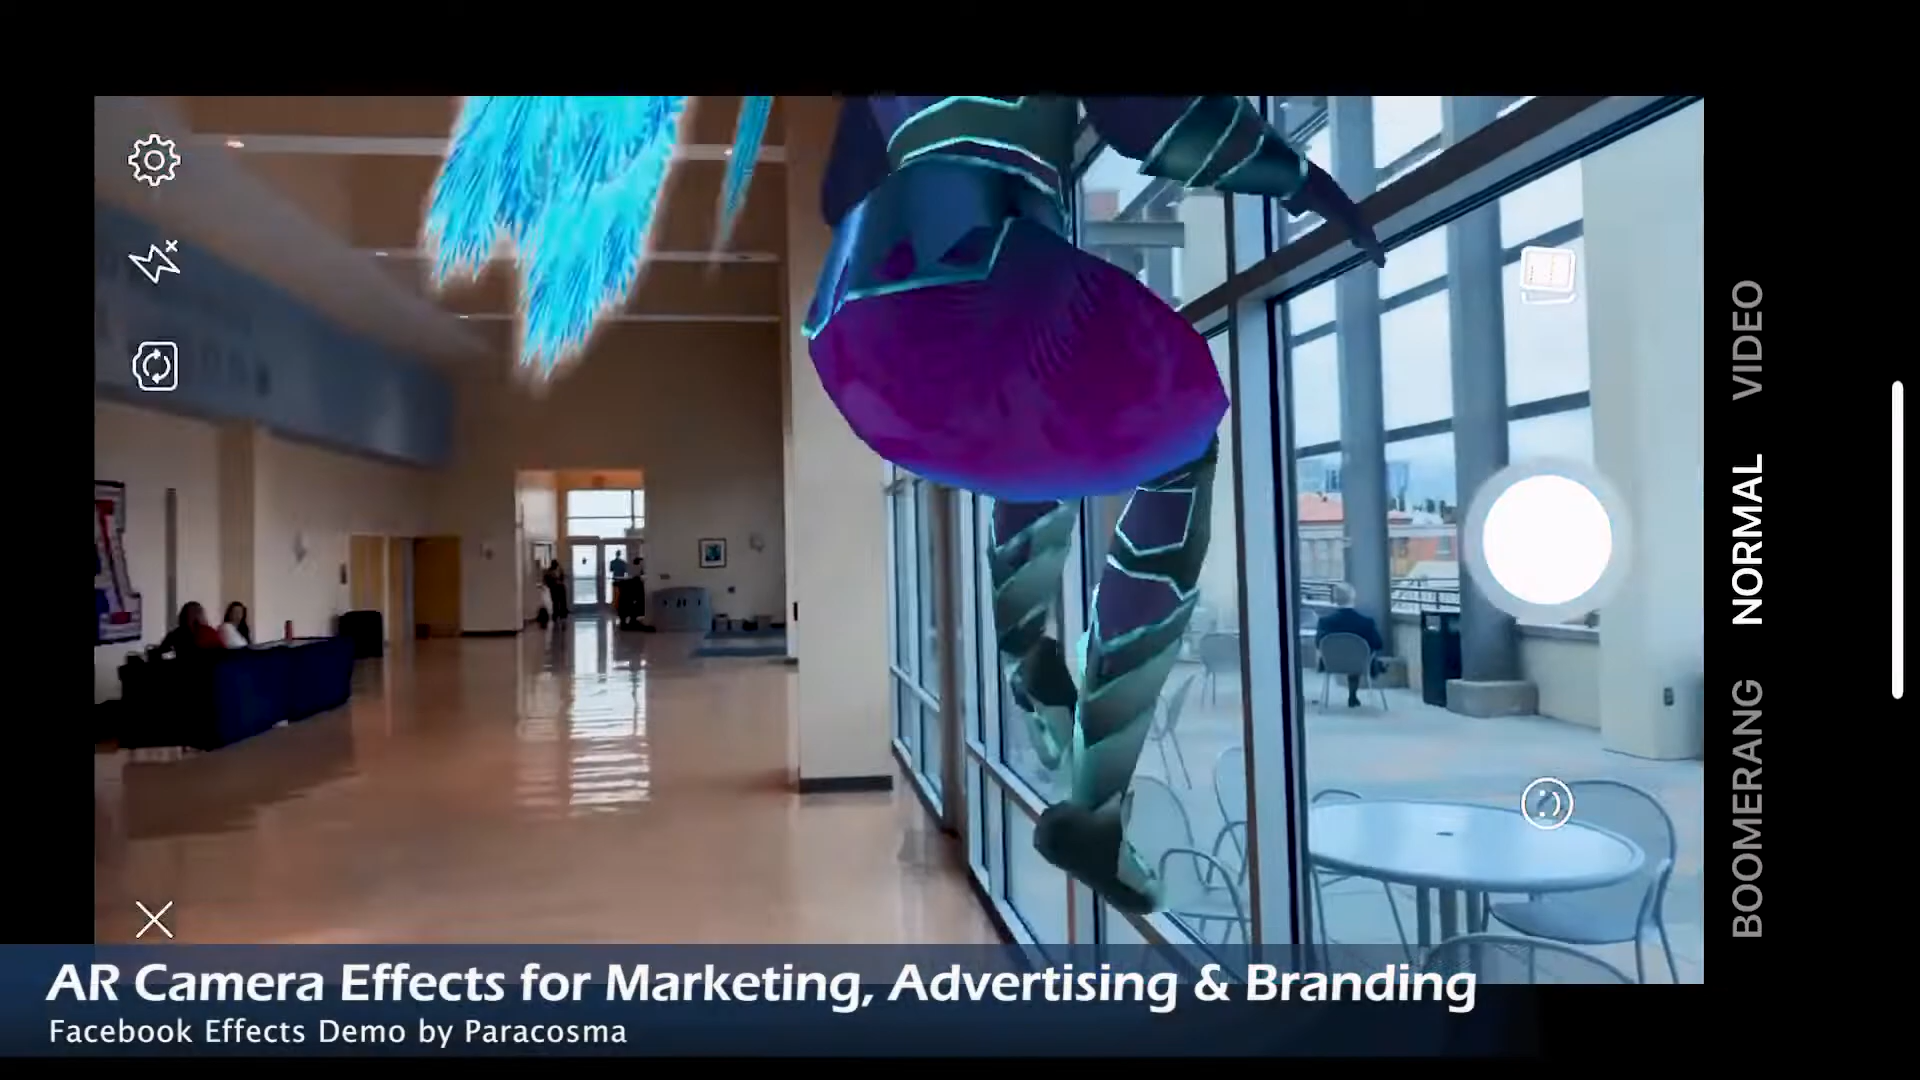 VIDEO
NORMAL
BOOMERANG
AR Camera Effects for Marketing, Advertising & Branding
Facebook Effects Demo by Paracosma